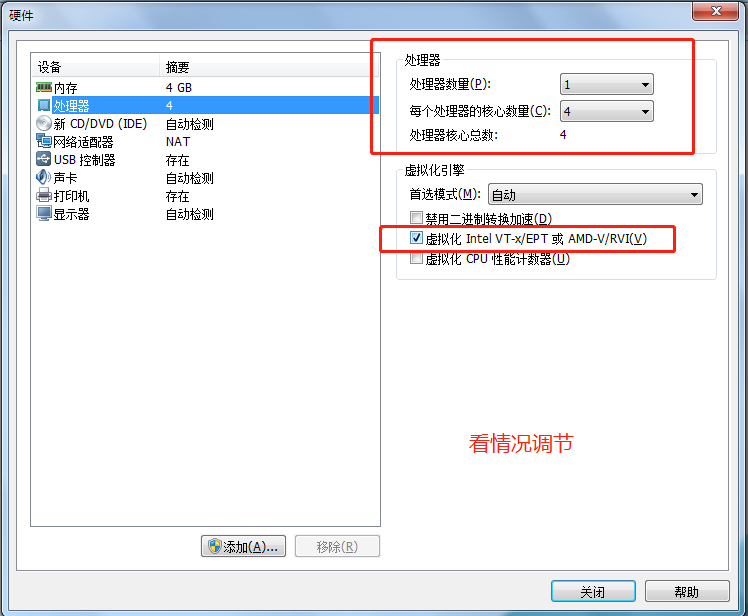 硬件
设备 摘要
内存 4 GB
处理器 4
新 CD/DVD (IDE) 自动检测
网络适配器 NAT
USB 控制器 存在
声卡 自动检测
打印机 存在
显示器 自动检测
添加(A)... 移除(R)
处理器
处理器数量(P): 1
每个处理器的核心数量(C): 4
处理器核心总数: 4
虚拟化引擎
首选模式(M): 自动
禁用二进制转换加速(D)
虚拟化 Intel VT-x/EPT 或 AMD-V/RVI(V)
虚拟化 CPU 性能计数器(U)
看情况调节
关闭 帮助